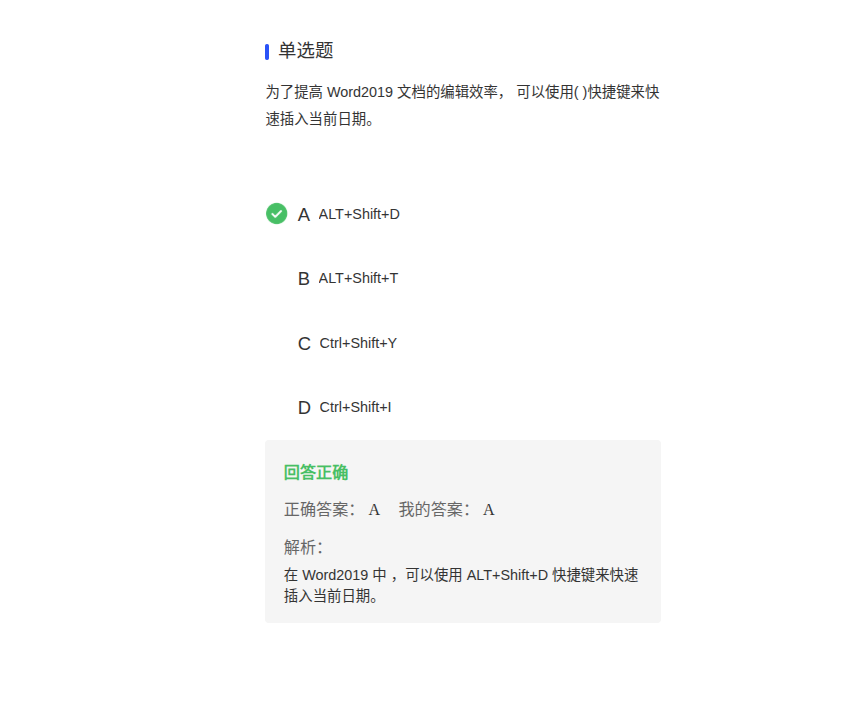 单选题
为了提高 Word2019 文档的编辑效率， 可以使用( )快捷键来快
速插入当前日期。
A ALT+Shift+D
B ALT+Shift+T
C Ctrl+Shift+Y
D Ctrl+Shift+I
回答正确
正确答案： A 我的答案： A
解析：
在 Word2019 中 ，可以使用 ALT+Shift+D 快捷键来快速
插入当前日期。